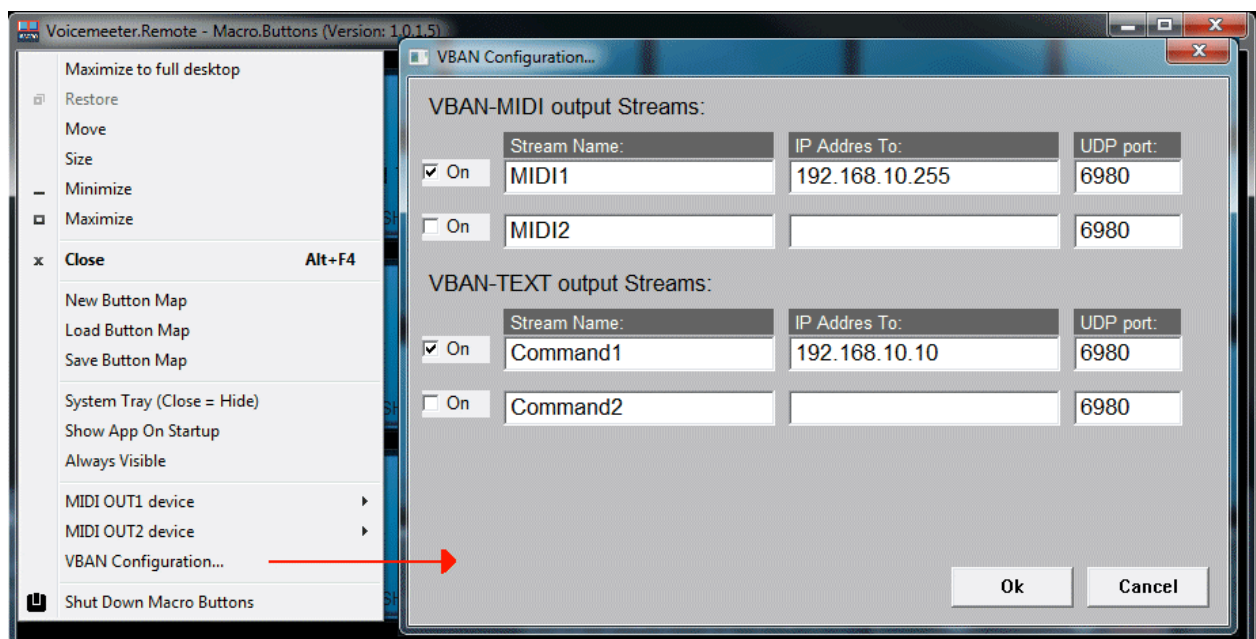 Voicemeeter.Remote - Macro.Buttons (Version: 1.0.1.5)
Maximize to full desktop
Restore
Move
Size
Minimize
Maximize
Close Alt+F4
New Button Map
Load Button Map
Save Button Map
System Tray (Close = Hide)
Show App On Startup
Always Visible
MIDI OUT1 device
MIDI OUT2 device
VBAN Configuration...
Shut Down Macro Buttons
VBAN Configuration...
VBAN-MIDI output Streams:
Stream Name: IP Addres To: UDP port:
On MIDI1 192.168.10.255 6980
On MIDI2 6980
VBAN-TEXT output Streams:
Stream Name: IP Addres To: UDP port:
On Command1 192.168.10.10 6980
On Command2 6980
Ok Cancel